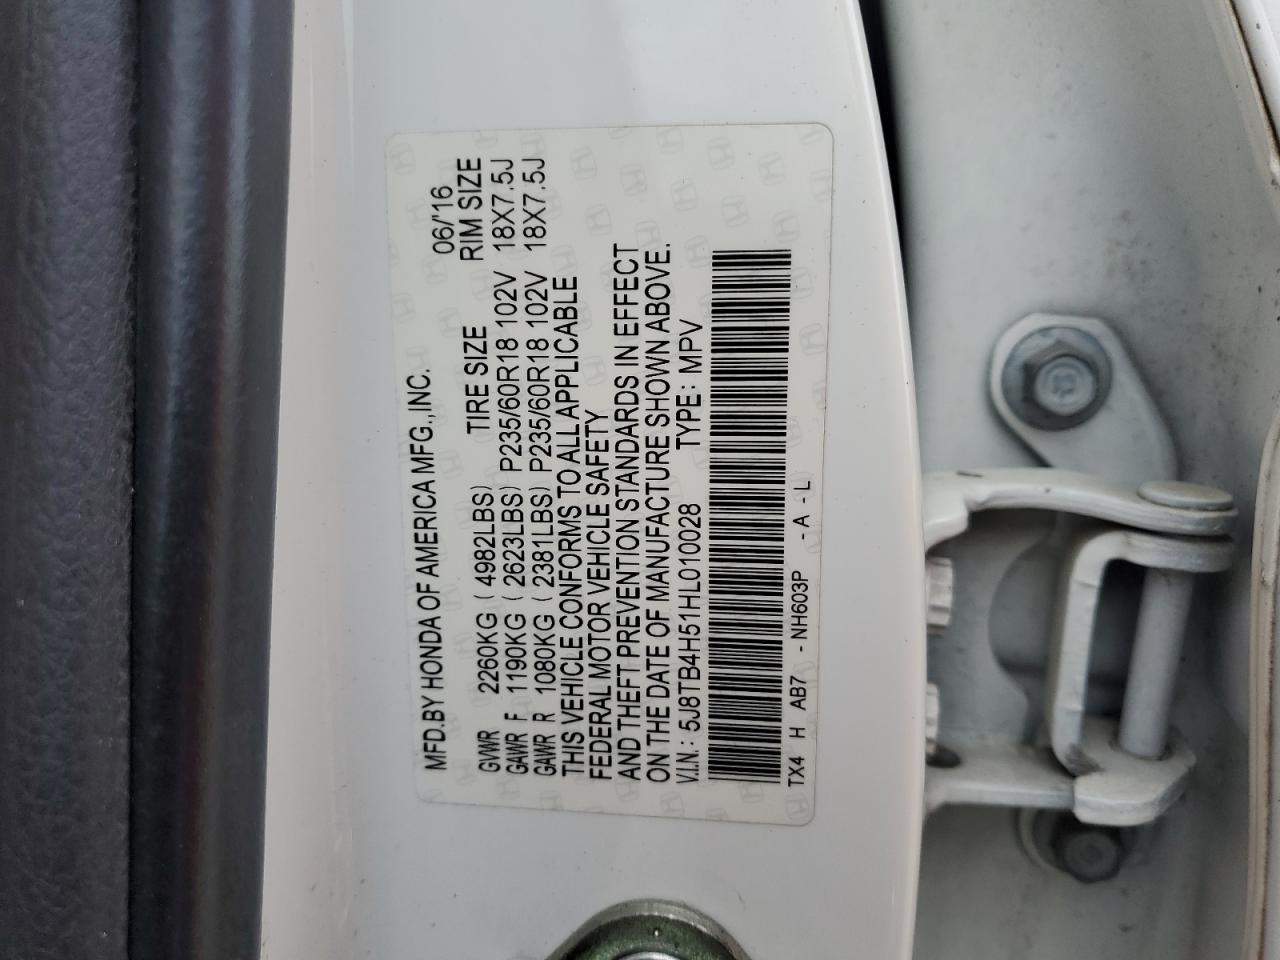 MFD.BY HONDA OF AMERICA MFG.,INC. 06/'16
TIRE SIZE RIM SIZE
GVWR 2260KG ( 4982LBS)
GAWR F 1190KG ( 2623LBS) P235/60R18 102V 18X7.5J
GAWR R 1080KG ( 2381LBS) P235/60R18 102V 18X7.5J
THIS VEHICLE CONFORMS TO ALL APPLICABLE
FEDERAL MOTOR VEHICLE SAFETY
AND THEFT PREVENTION STANDARDS IN EFFECT
ON THE DATE OF MANUFACTURE SHOWN ABOVE.
V.I.N.: 5J8TB4H51HL010028 TYPE: MPV
TX4 H AB7 - NH603P - A - L